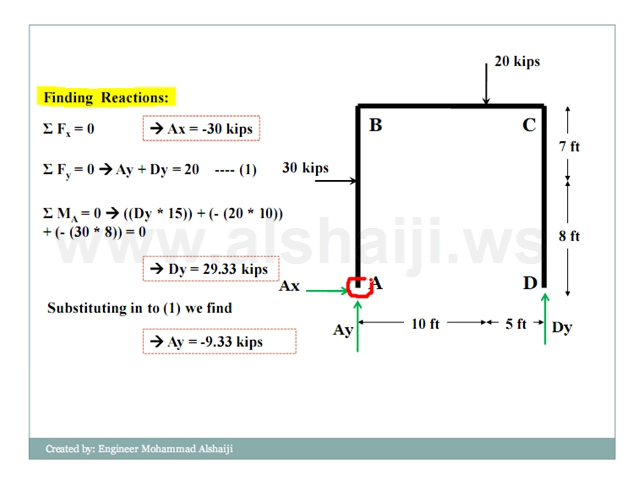 20 kips
Finding Reactions:
Σ Fx = 0 → Ax = -30 kips
B C
7 ft
Σ Fy = 0 → Ay + Dy = 20 ---- (1)
30 kips
Σ MA = 0 → ((Dy * 15)) + (- (20 * 10))
+ (- (30 * 8)) = 0
8 ft
www.alshaiji.ws
→ Dy = 29.33 kips
Ax A D
Substituting in to (1) we find
10 ft 5 ft
Ay Dy
→ Ay = -9.33 kips
Created by: Engineer Mohammad Alshaiji